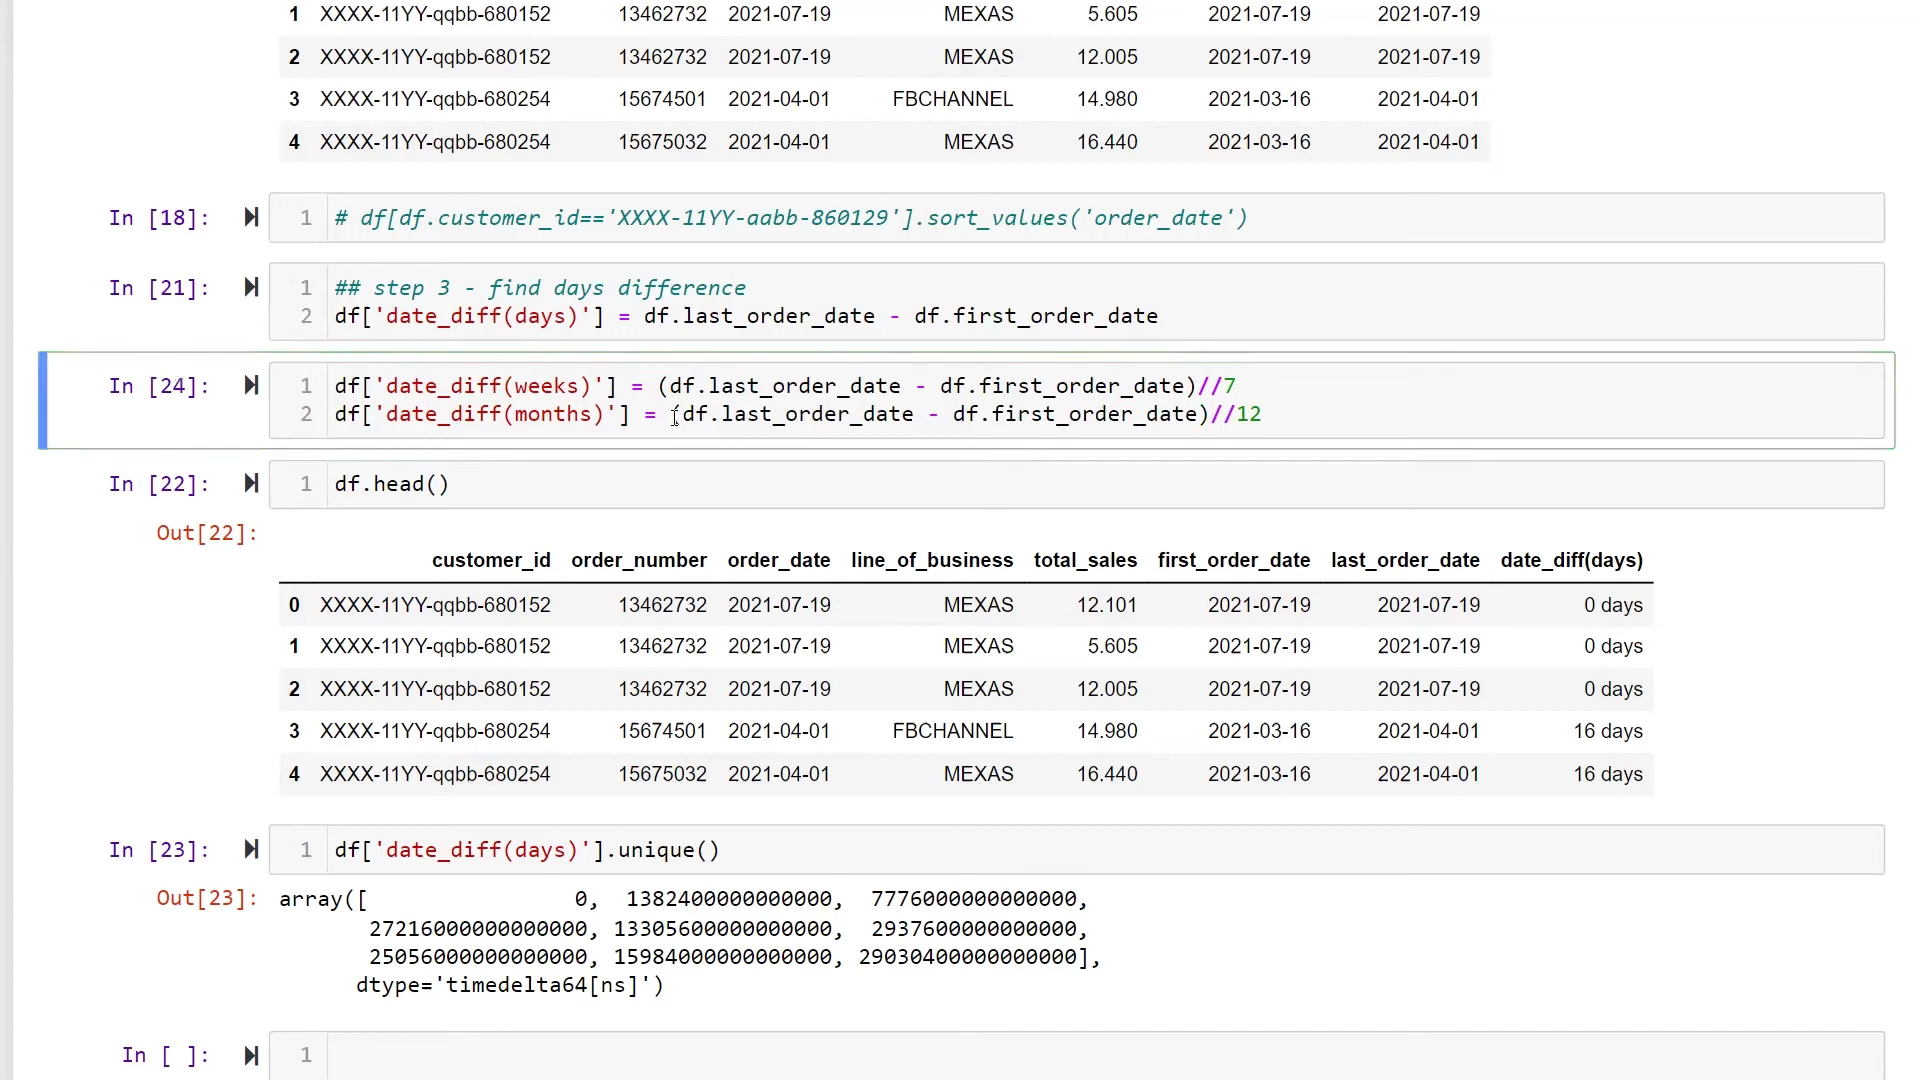 1 XXXX-11YY-qqbb-680152 13462732 2021-07-19 MEXAS 5.605 2021-07-19 2021-07-19
2 XXXX-11YY-qqbb-680152 13462732 2021-07-19 MEXAS 12.005 2021-07-19 2021-07-19
3 XXXX-11YY-qqbb-680254 15674501 2021-04-01 FBCHANNEL 14.980 2021-03-16 2021-04-01
4 XXXX-11YY-qqbb-680254 15675032 2021-04-01 MEXAS 16.440 2021-03-16 2021-04-01
In [18]: 1 # df[df.customer_id=='XXXX-11YY-aabb-860129'].sort_values('order_date')
In [21]: 1 ## step 3 - find days difference
2 df['date_diff(days)'] = df.last_order_date - df.first_order_date
In [24]: 1 df['date_diff(weeks)'] = (df.last_order_date - df.first_order_date)//7
2 df['date_diff(months)'] = (df.last_order_date - df.first_order_date)//12
In [22]: 1 df.head()
Out[22]:
customer_id order_number order_date line_of_business total_sales first_order_date last_order_date date_diff(days)
0 XXXX-11YY-qqbb-680152 13462732 2021-07-19 MEXAS 12.101 2021-07-19 2021-07-19 0 days
1 XXXX-11YY-qqbb-680152 13462732 2021-07-19 MEXAS 5.605 2021-07-19 2021-07-19 0 days
2 XXXX-11YY-qqbb-680152 13462732 2021-07-19 MEXAS 12.005 2021-07-19 2021-07-19 0 days
3 XXXX-11YY-qqbb-680254 15674501 2021-04-01 FBCHANNEL 14.980 2021-03-16 2021-04-01 16 days
4 XXXX-11YY-qqbb-680254 15675032 2021-04-01 MEXAS 16.440 2021-03-16 2021-04-01 16 days
In [23]: 1 df['date_diff(days)'].unique()
Out[23]: array([ 0, 1382400000000000, 7776000000000000,
27216000000000000, 13305600000000000, 2937600000000000,
25056000000000000, 15984000000000000, 29030400000000000],
dtype='timedelta64[ns]')
In [ ]: 1